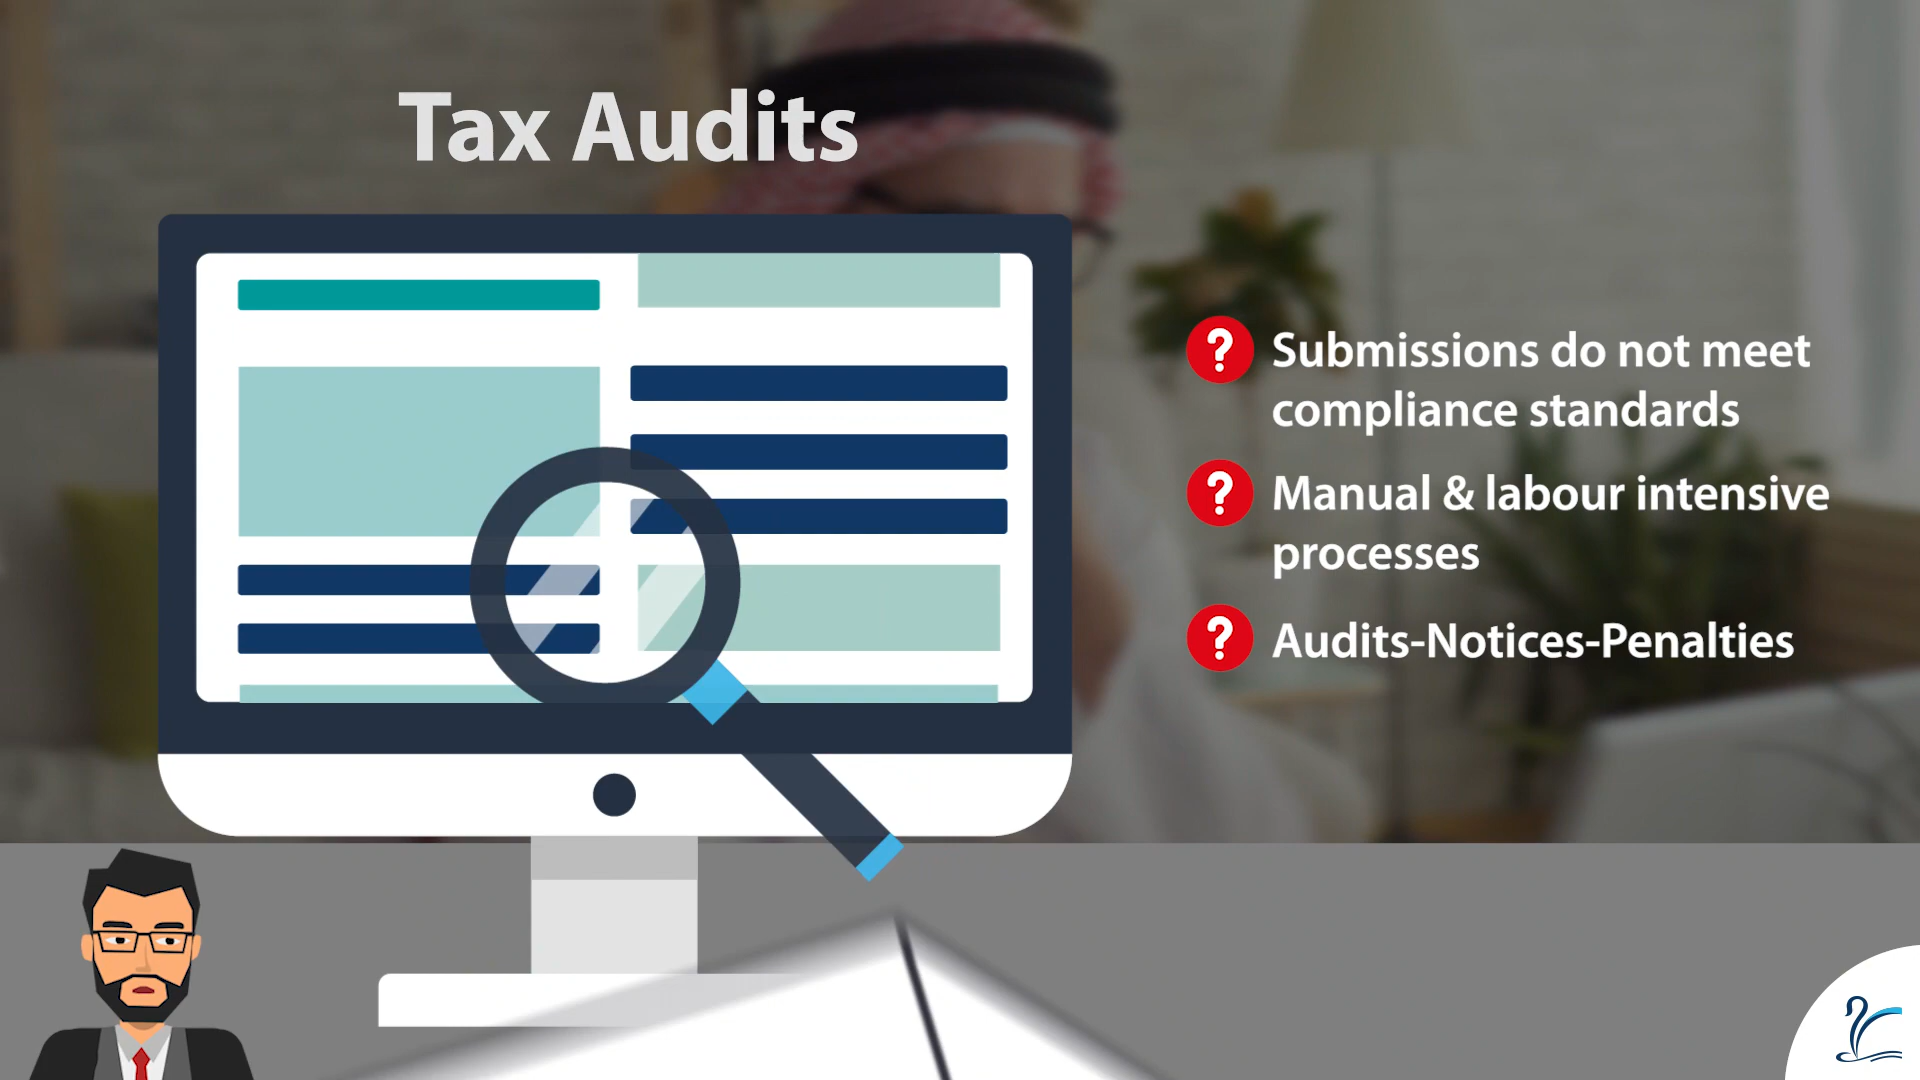 Tax Audits
Submissions do not meet
compliance standards
Manual & labour intensive
processes
Audits-Notices-Penalties